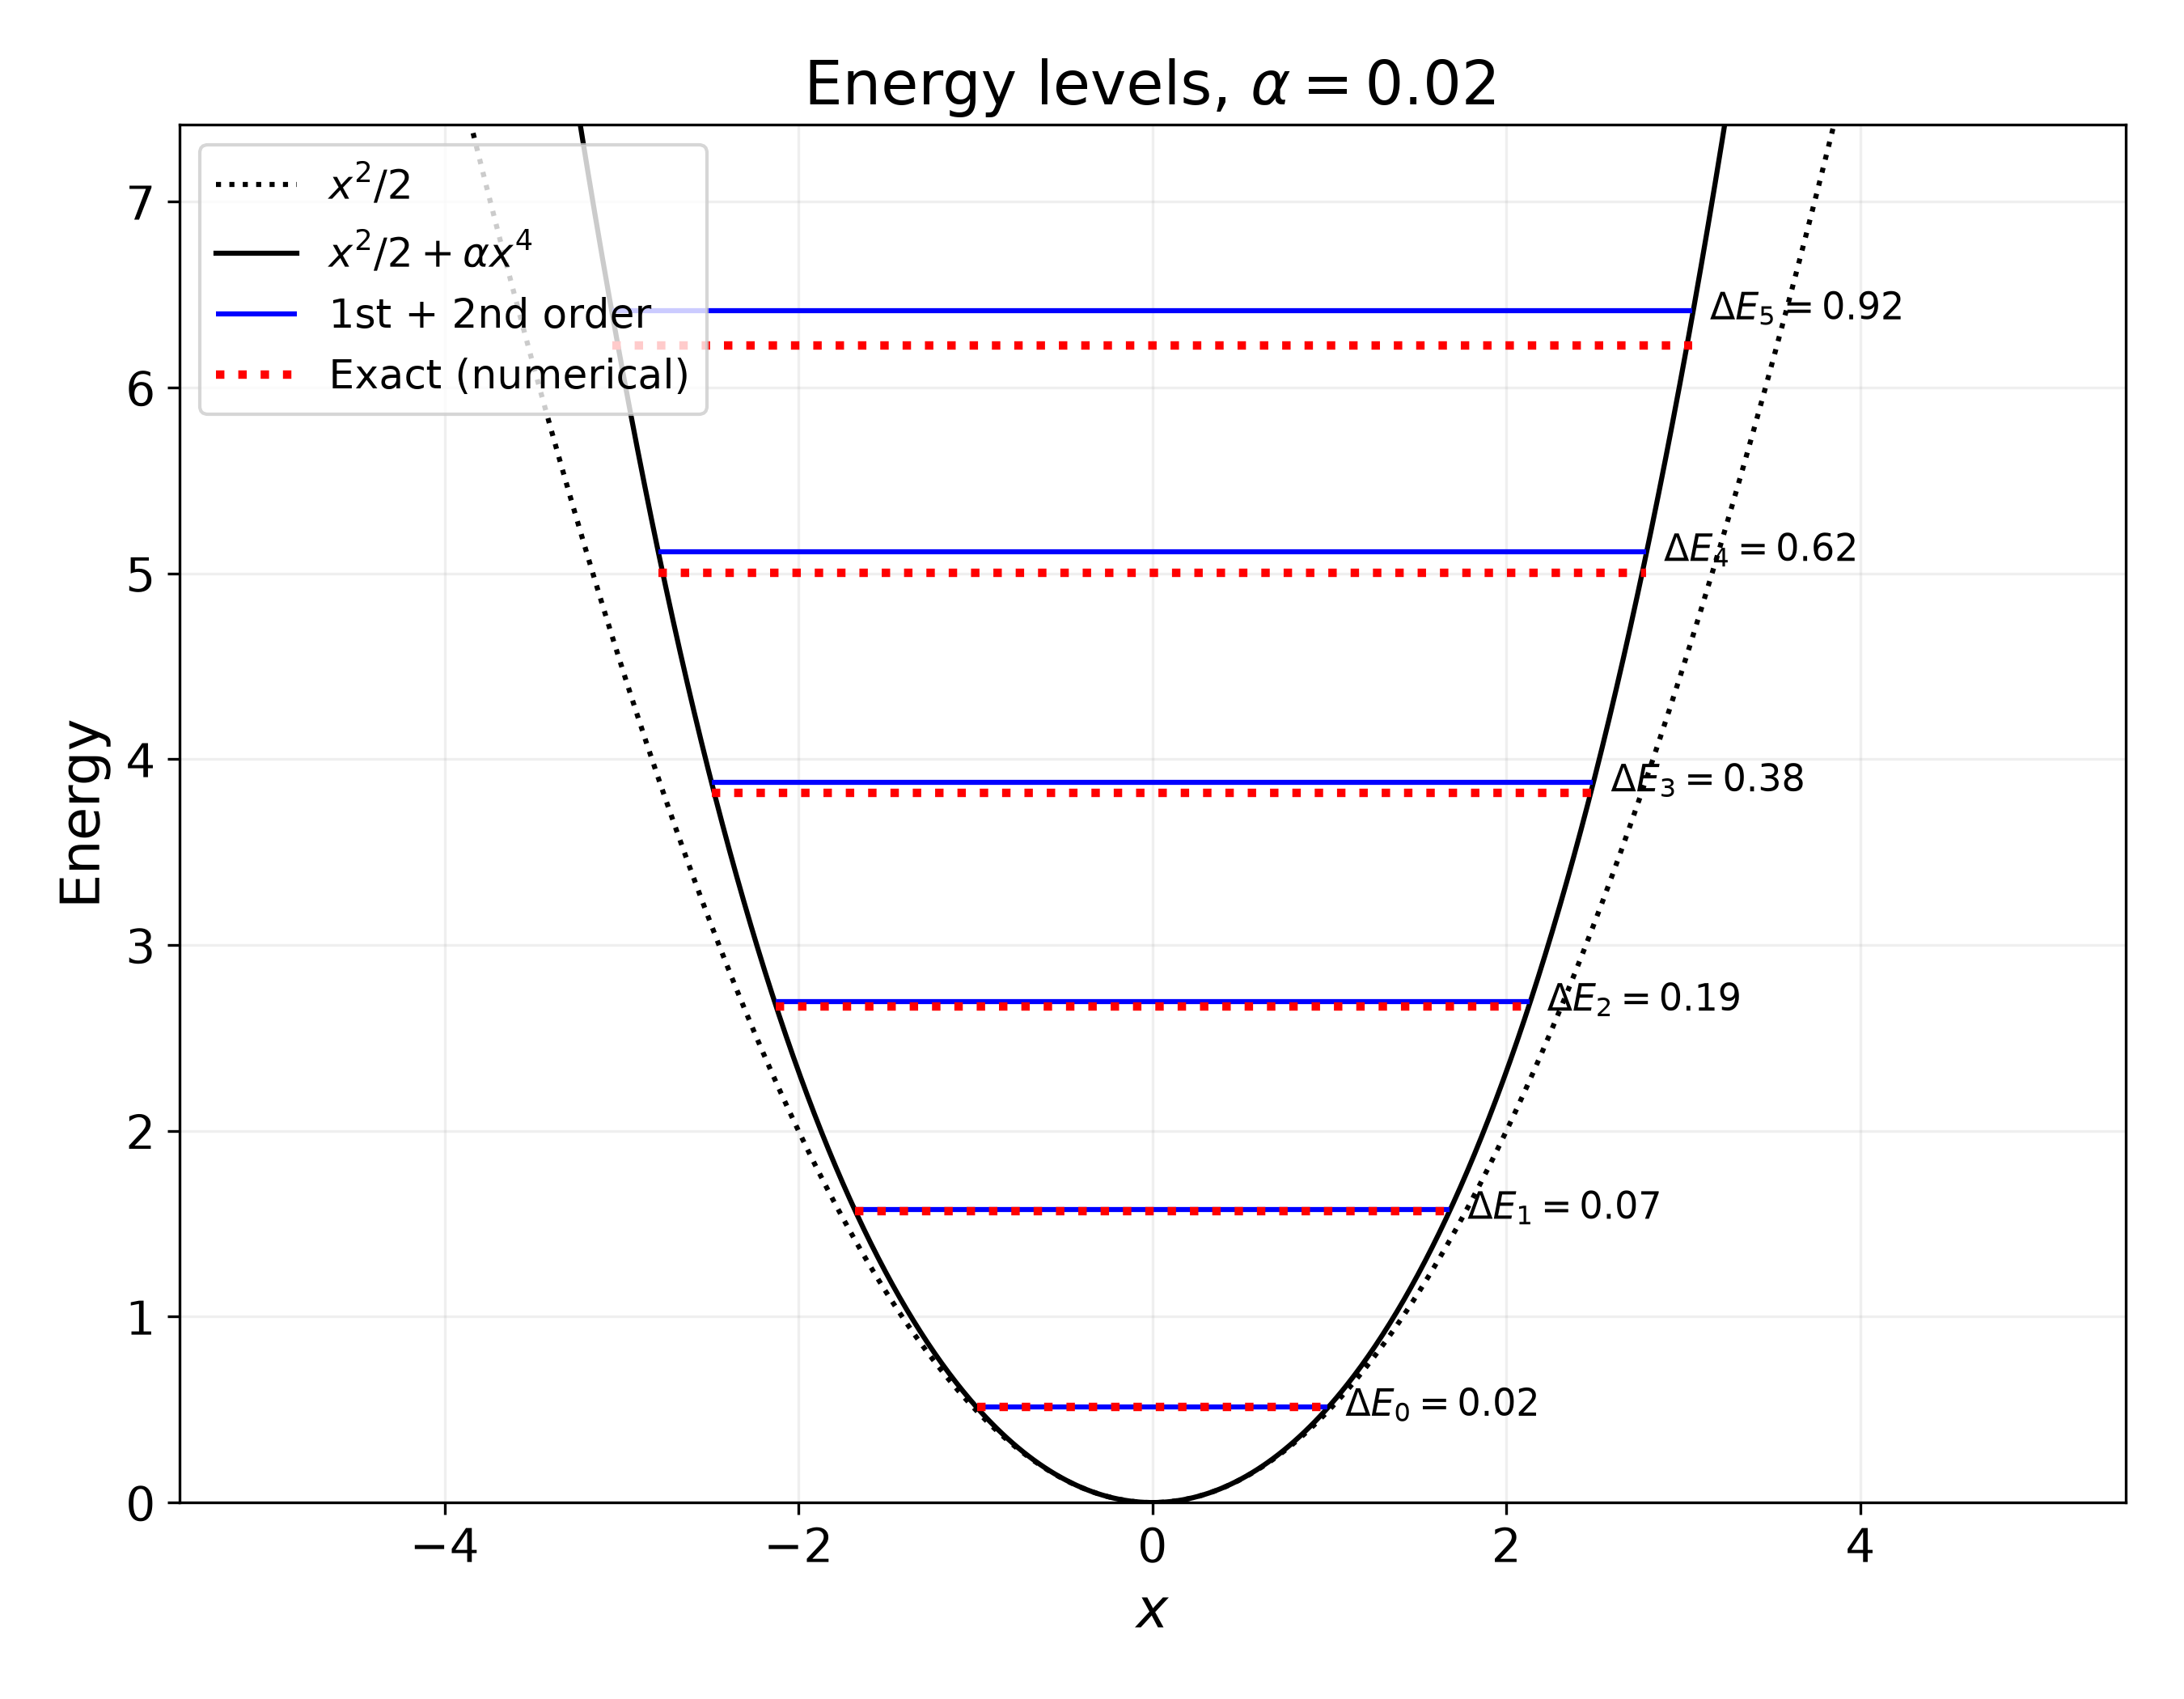 Energy levels, α = 0.02
x²/2
x²/2 + αx⁴
1st + 2nd order
Exact (numerical)
ΔE₅ = 0.92
ΔE₄ = 0.62
ΔE₃ = 0.38
ΔE₂ = 0.19
ΔE₁ = 0.07
ΔE₀ = 0.02
Energy
7
6
5
4
3
2
1
0
−4 −2 0 2 4
x